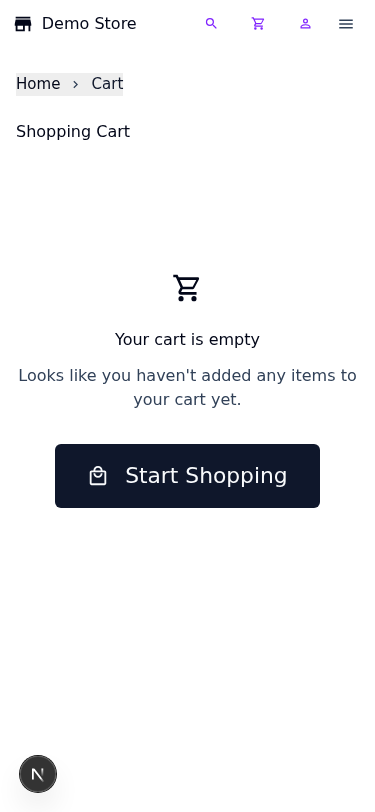 Demo Store
Home > Cart
Shopping Cart
Your cart is empty
Looks like you haven't added any items to
your cart yet.
Start Shopping
N